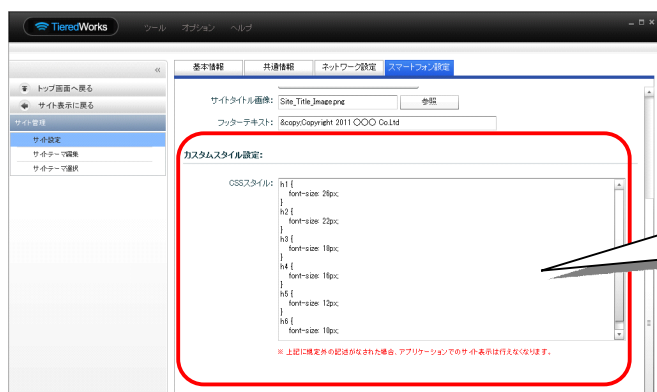 TieredWorks ツール オプション ヘルプ
基本情報 共通情報 ネットワーク設定 スマートフォン設定
トップ画面へ戻る
サイト表示に戻る
サイト管理
サイト設定
サイトテーマ編集
サイトテーマ選択
サイトタイトル画像: Site_Title_Image.png 参照
フッターテキスト: &copy;Copyright 2011 ○○○ Co.Ltd
カスタムスタイル設定:
CSSスタイル: h1 {
font-size: 26px;
}
h2 {
font-size: 22px;
}
h3 {
font-size: 18px;
}
h4 {
font-size: 16px;
}
h5 {
font-size: 12px;
}
h6 {
font-size: 10px;
※ 上記に規定外の記述がなされた場合、アプリケーションでのサイト表示は行えなくなります。